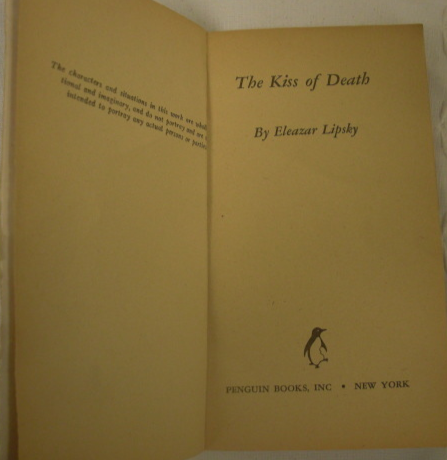 The characters and situations in this work are
tional and imaginary, and do not portray and are
intended to portray any actual persons or
The Kiss of Death
By Eleazar Lipsky
PENGUIN BOOKS, INC • NEW YORK